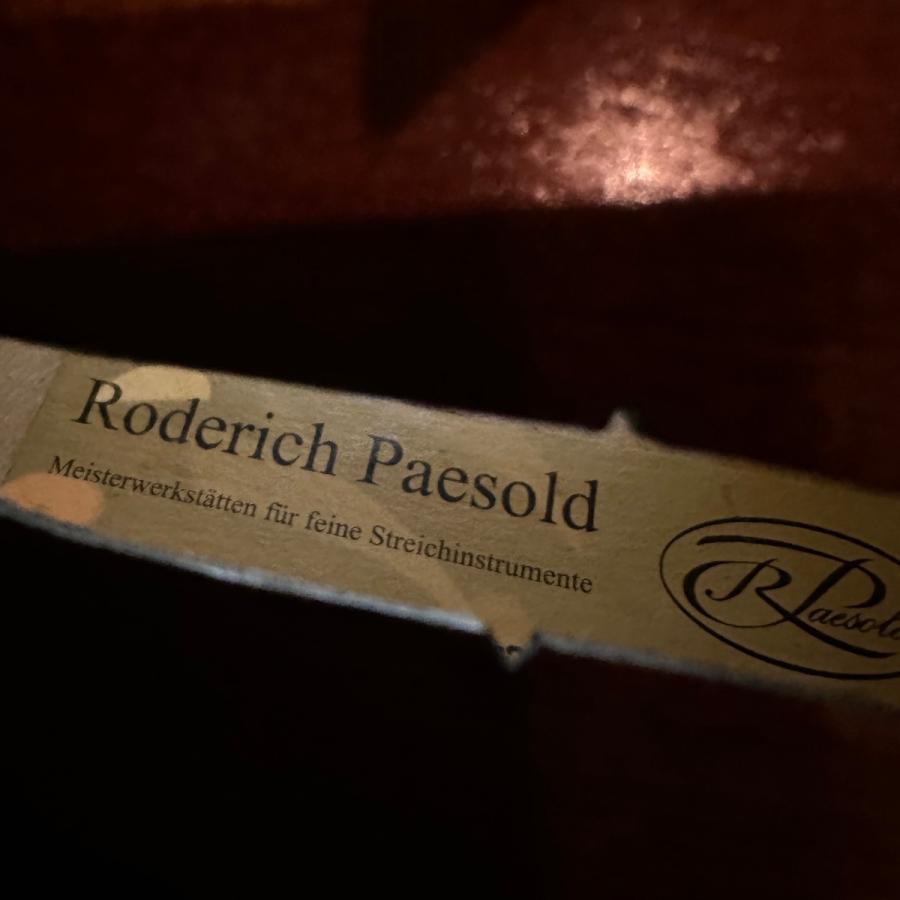 Roderich Paesold
Meisterwerkstätten für feine Streichinstrumente
RPaesold